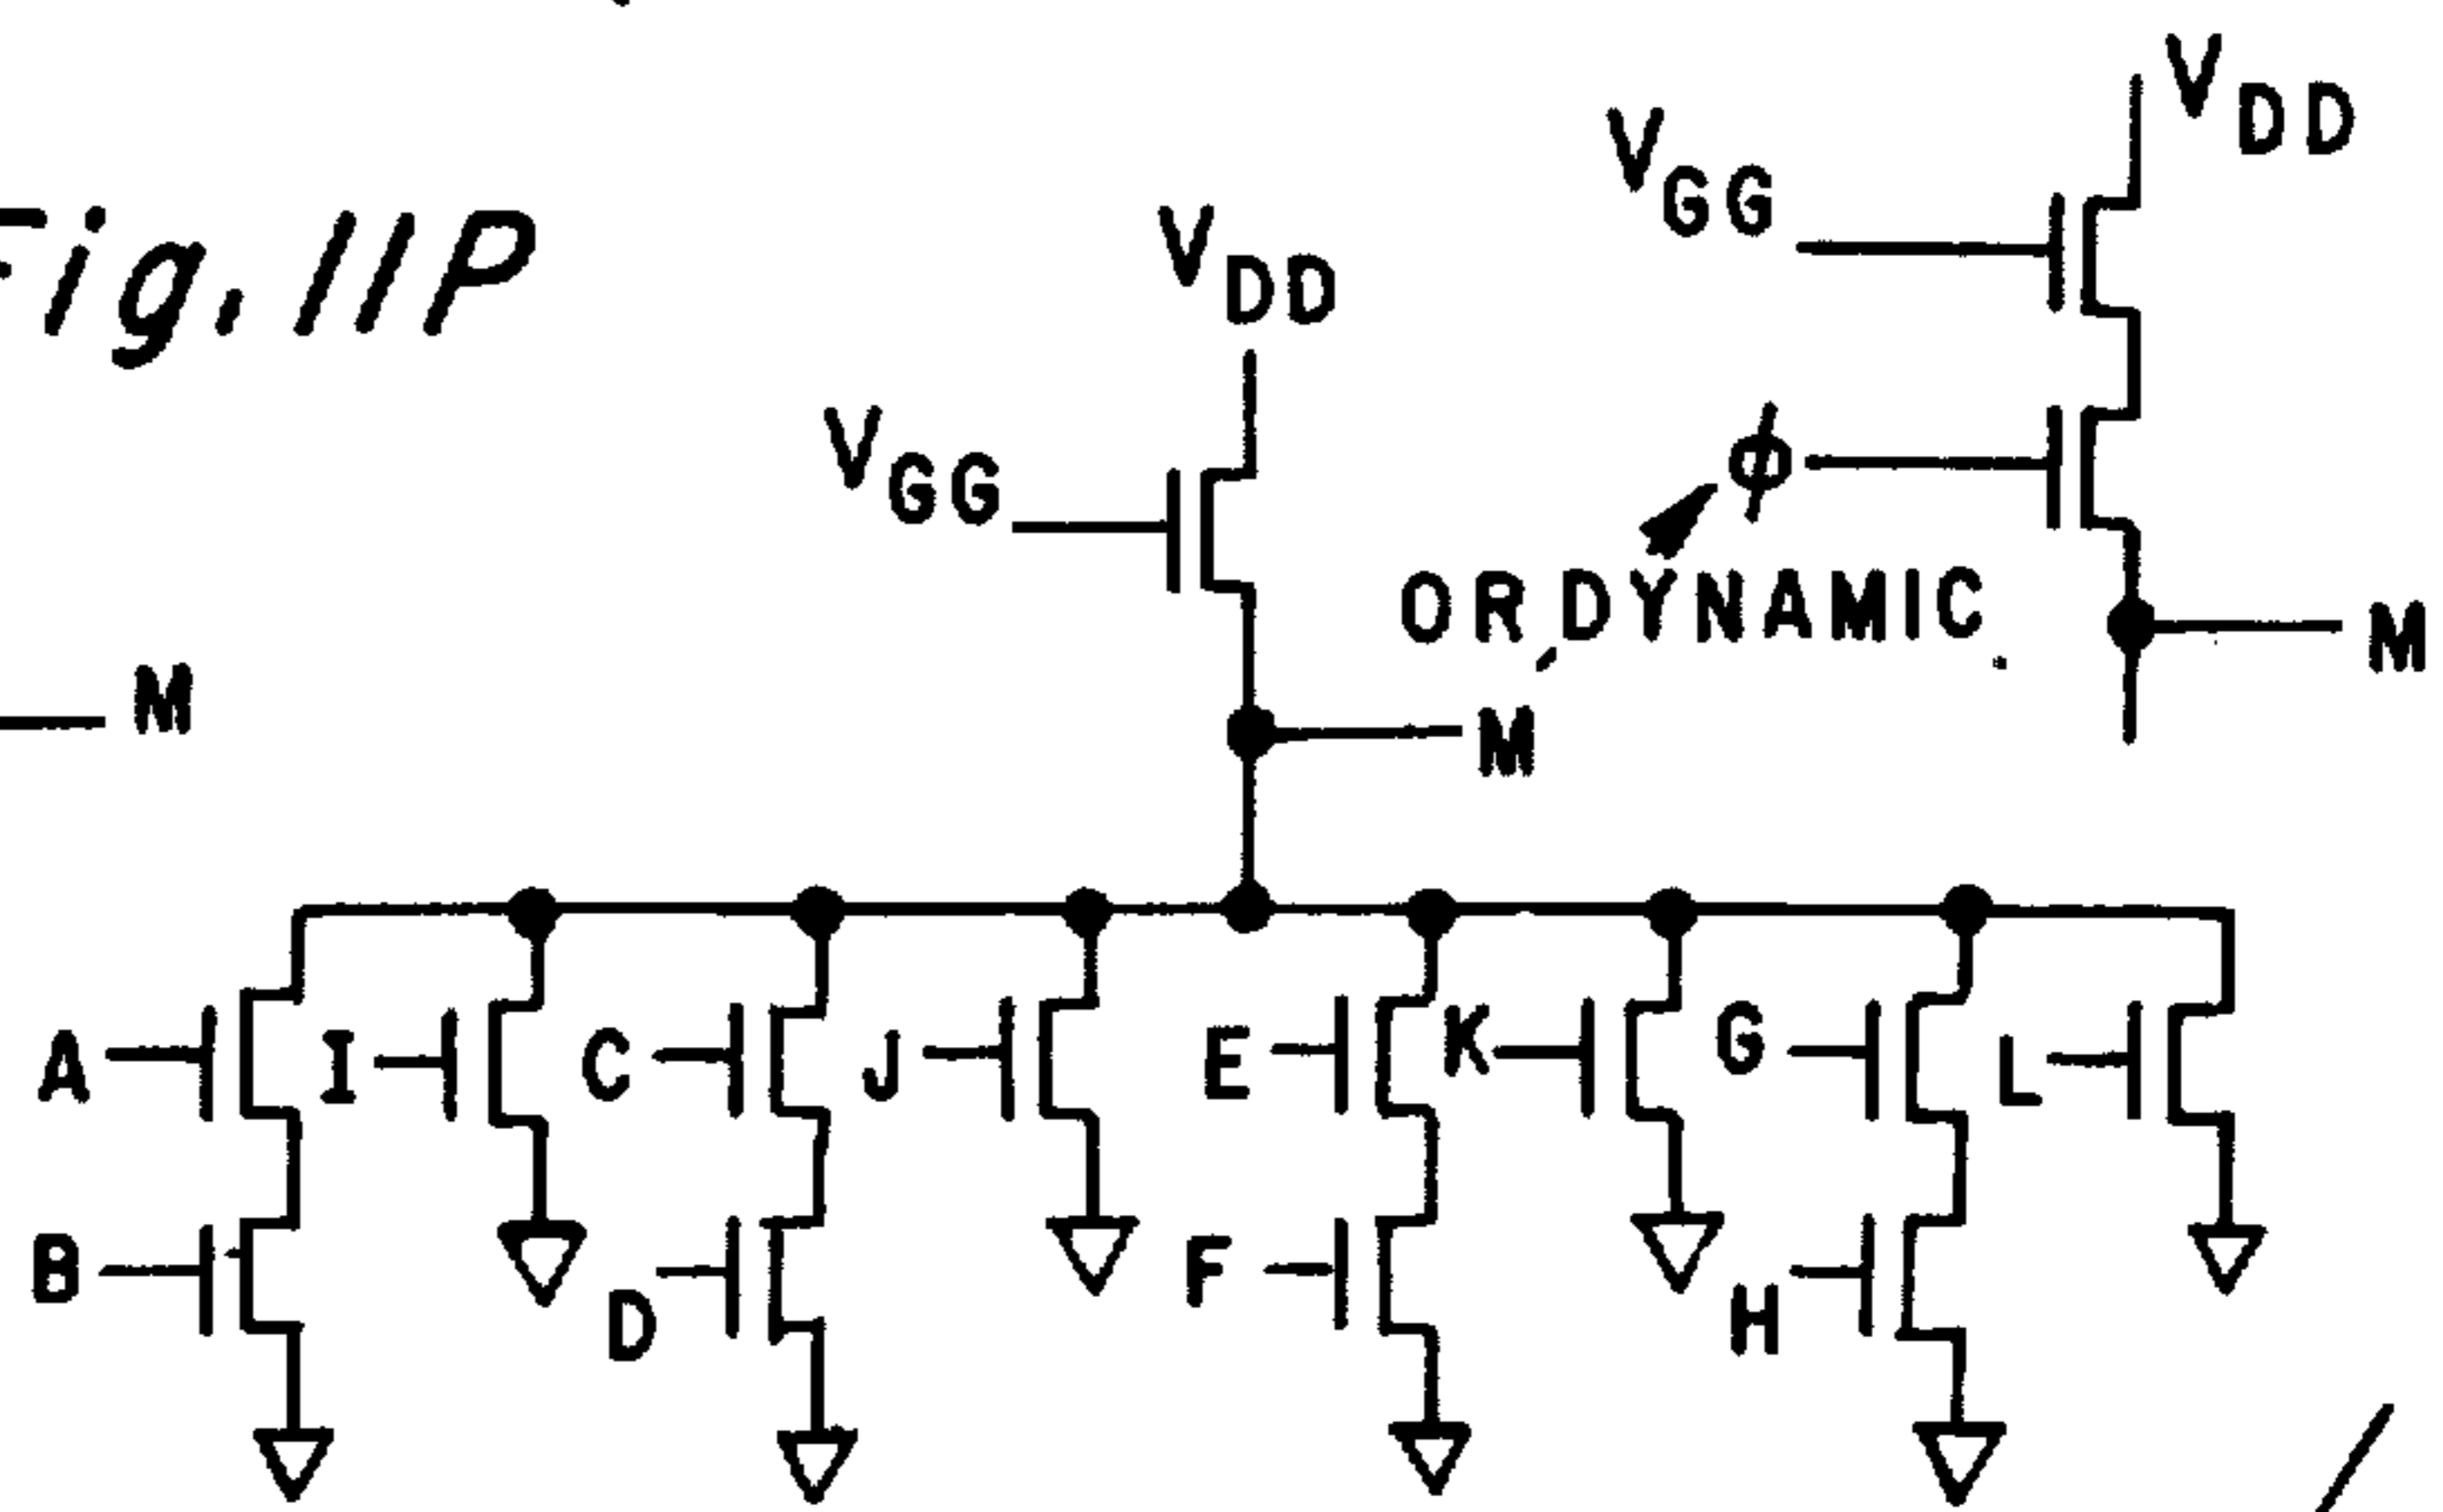 Fig. 11P
V_DD
V_GG
V_DD
V_GG
φ
OR, DYNAMIC.
M
M
M
A
I
C
J
E
K
G
L
B
D
F
H